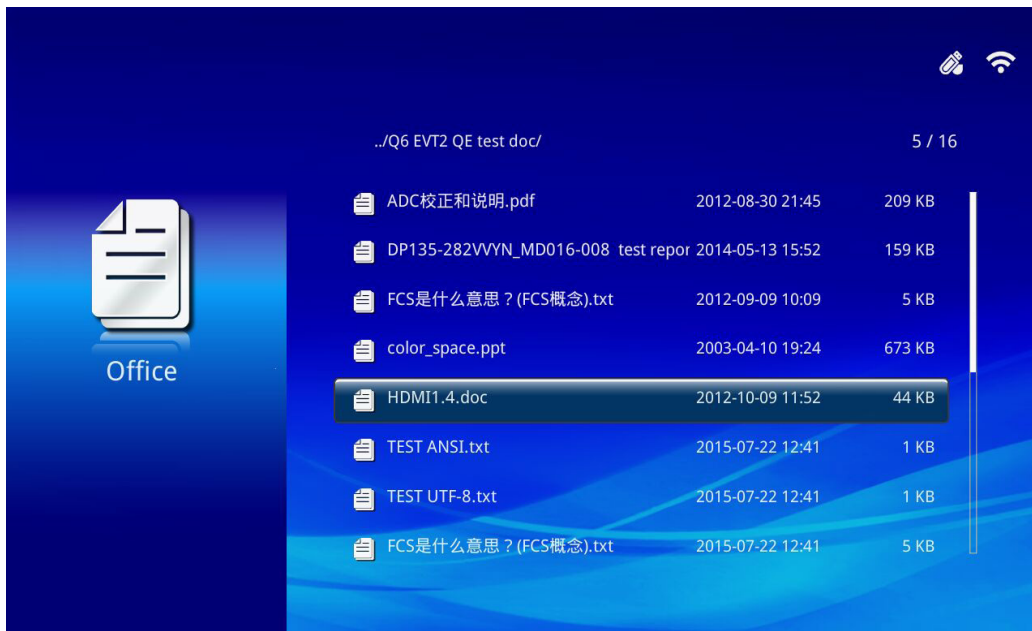 ../Q6 EVT2 QE test doc/ 5 / 16
ADC校正和说明.pdf 2012-08-30 21:45 209 KB
DP135-282VVYN_MD016-008 test repor 2014-05-13 15:52 159 KB
FCS是什么意思？(FCS概念).txt 2012-09-09 10:09 5 KB
color_space.ppt 2003-04-10 19:24 673 KB
HDMI1.4.doc 2012-10-09 11:52 44 KB
TEST ANSI.txt 2015-07-22 12:41 1 KB
TEST UTF-8.txt 2015-07-22 12:41 1 KB
FCS是什么意思？(FCS概念).txt 2015-07-22 12:41 5 KB
Office